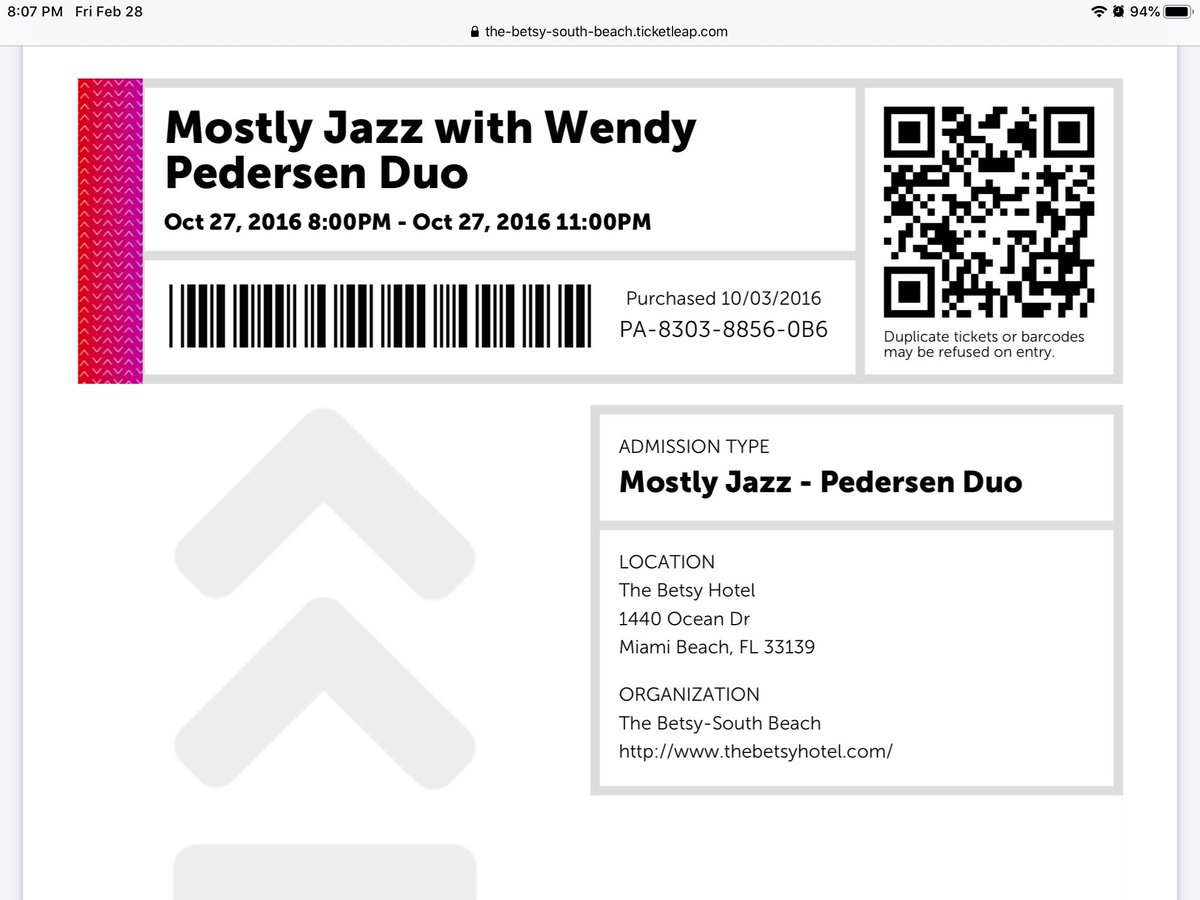 8:07 PM Fri Feb 28
94%
the-betsy-south-beach.ticketleap.com
Mostly Jazz with Wendy
Pedersen Duo
Oct 27, 2016 8:00PM - Oct 27, 2016 11:00PM
Purchased 10/03/2016
PA-8303-8856-0B6
Duplicate tickets or barcodes
may be refused on entry.
ADMISSION TYPE
Mostly Jazz - Pedersen Duo
LOCATION
The Betsy Hotel
1440 Ocean Dr
Miami Beach, FL 33139
ORGANIZATION
The Betsy-South Beach
http://www.thebetsyhotel.com/